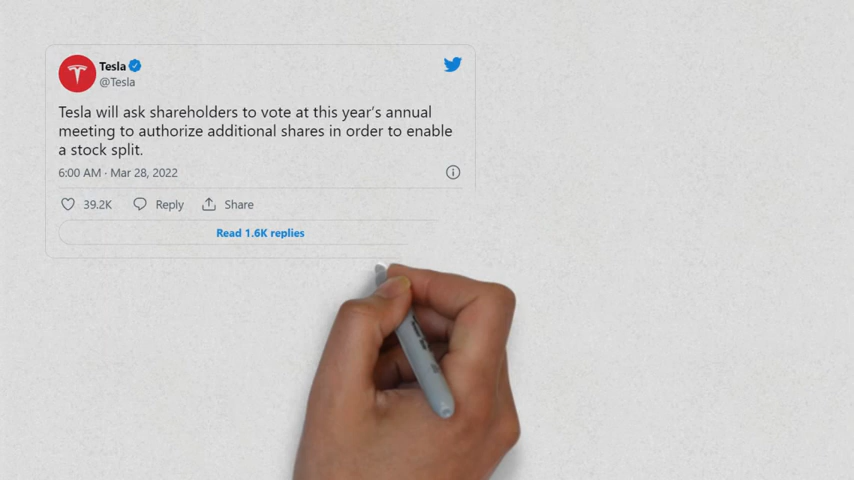 Tesla
@Tesla
Tesla will ask shareholders to vote at this year's annual
meeting to authorize additional shares in order to enable
a stock split.
6:00 AM · Mar 28, 2022
39.2K Reply Share
Read 1.6K replies